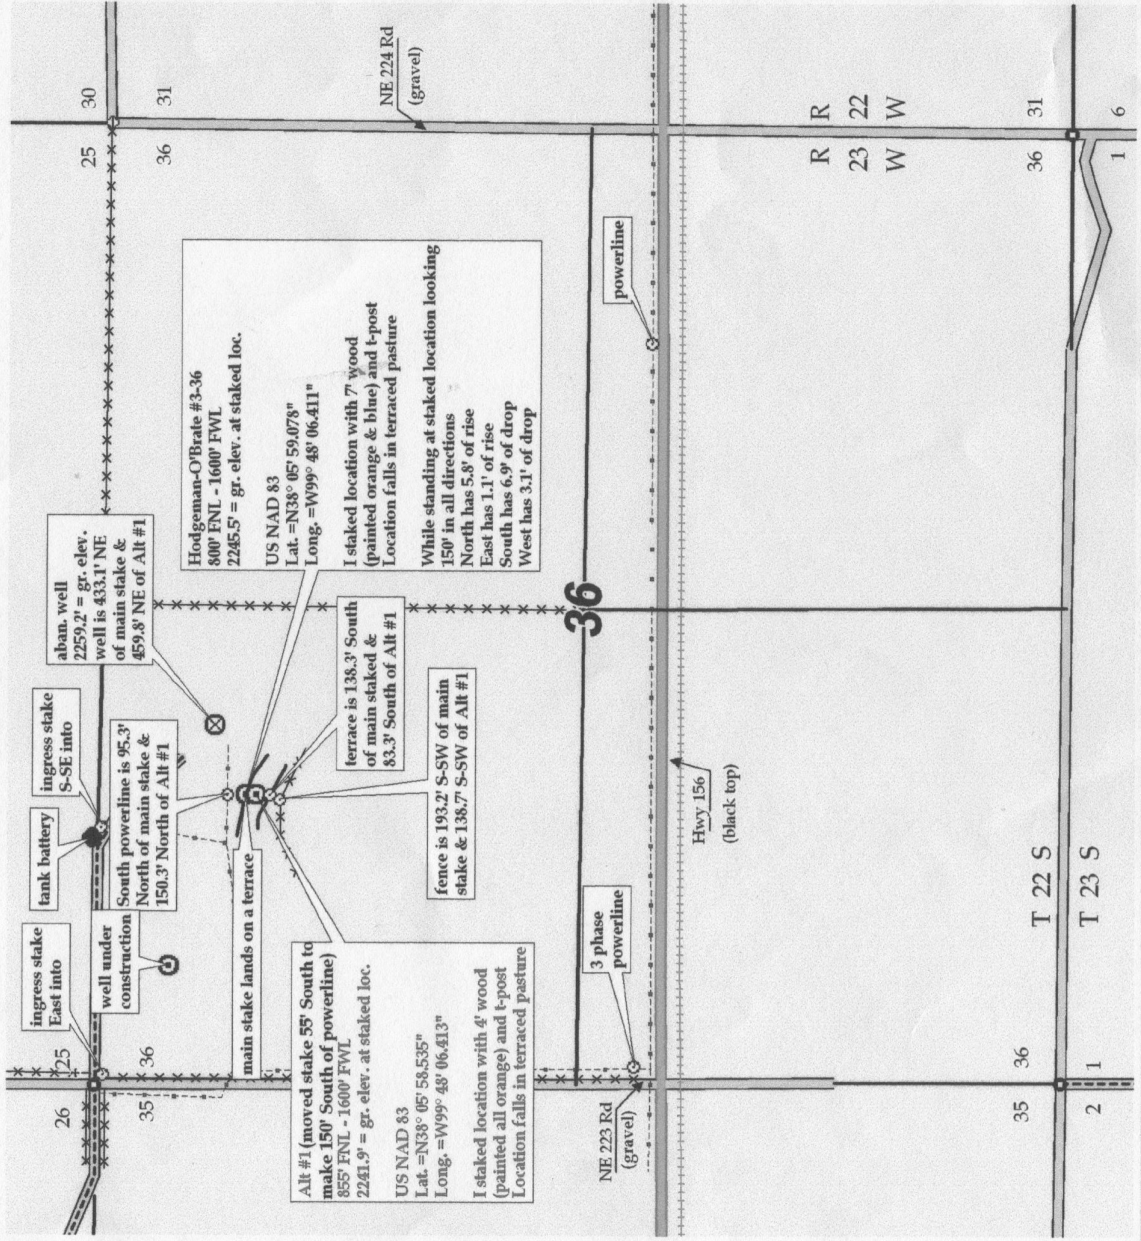 30
31
25
36
NE 224 Rd
(gravel)
R
R
23
22
W
W
36
31
1
6
powerline
Hodgeman-O'Brate #3-36
800' FNL - 1600' FWL
2245.5' = gr. elev. at staked loc.
US NAD 83
Lat. =N38° 05' 59.078"
Long. =W99° 48' 06.411"
I staked location with 7' wood
(painted orange & blue) and t-post
Location falls in terraced pasture
While standing at staked location looking
150' in all directions
North has 5.8' of rise
East has 1.1' of rise
South has 6.9' of drop
West has 3.1' of drop
aban. well
2259.2' = gr. elev.
well is 433.1' NE
of main stake &
459.8' NE of Alt #1
36
ingress stake
S-SE into
terrace is 138.3' South
of main staked &
83.3' South of Alt #1
tank battery
South powerline is 95.3'
North of main stake &
150.3' North of Alt #1
fence is 193.2' S-SW of main
stake & 138.7' S-SW of Alt #1
Hwy 156
(black top)
ingress stake
East into
well under
construction
main stake lands on a terrace
T 22 S
T 23 S
Alt #1 (moved stake 55' South to
make 150' South of powerline)
855' FNL - 1600' FWL
2241.9' = gr. elev. at staked loc.
US NAD 83
Lat. =N38° 05' 58.535"
Long. =W99° 48' 06.413"
I staked location with 4' wood
(painted all orange) and t-post
Location falls in terraced pasture
3 phase
powerline
26
25
35
36
NE 223 Rd
(gravel)
35
36
2
1